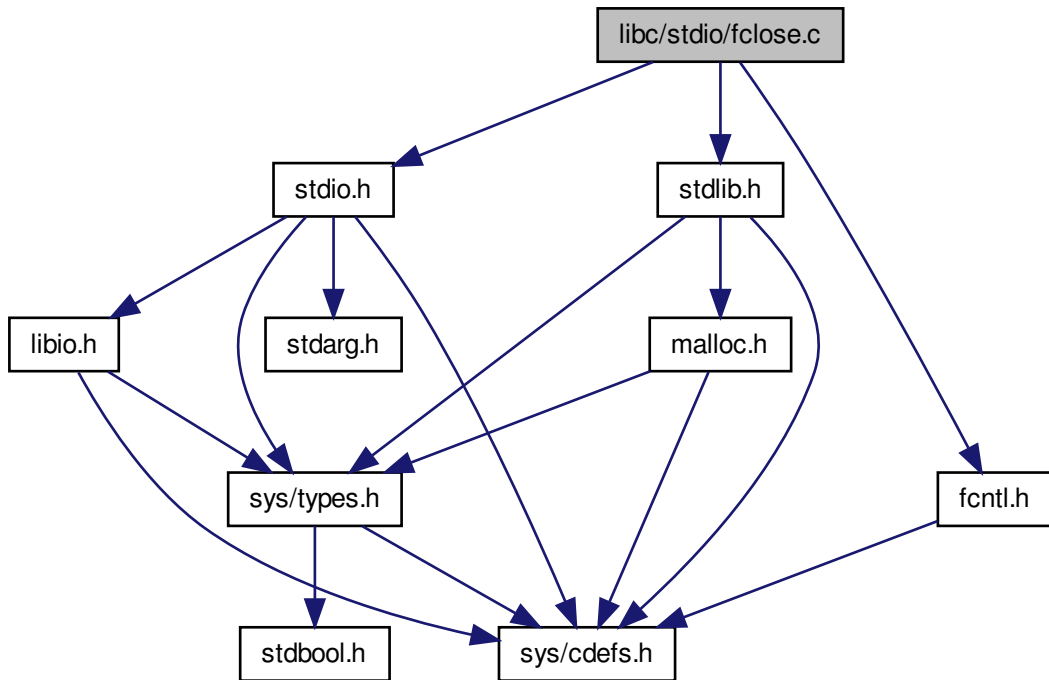 libc/stdio/fclose.c
stdio.h
stdlib.h
libio.h
stdarg.h
malloc.h
sys/types.h
fcntl.h
stdbool.h
sys/cdefs.h